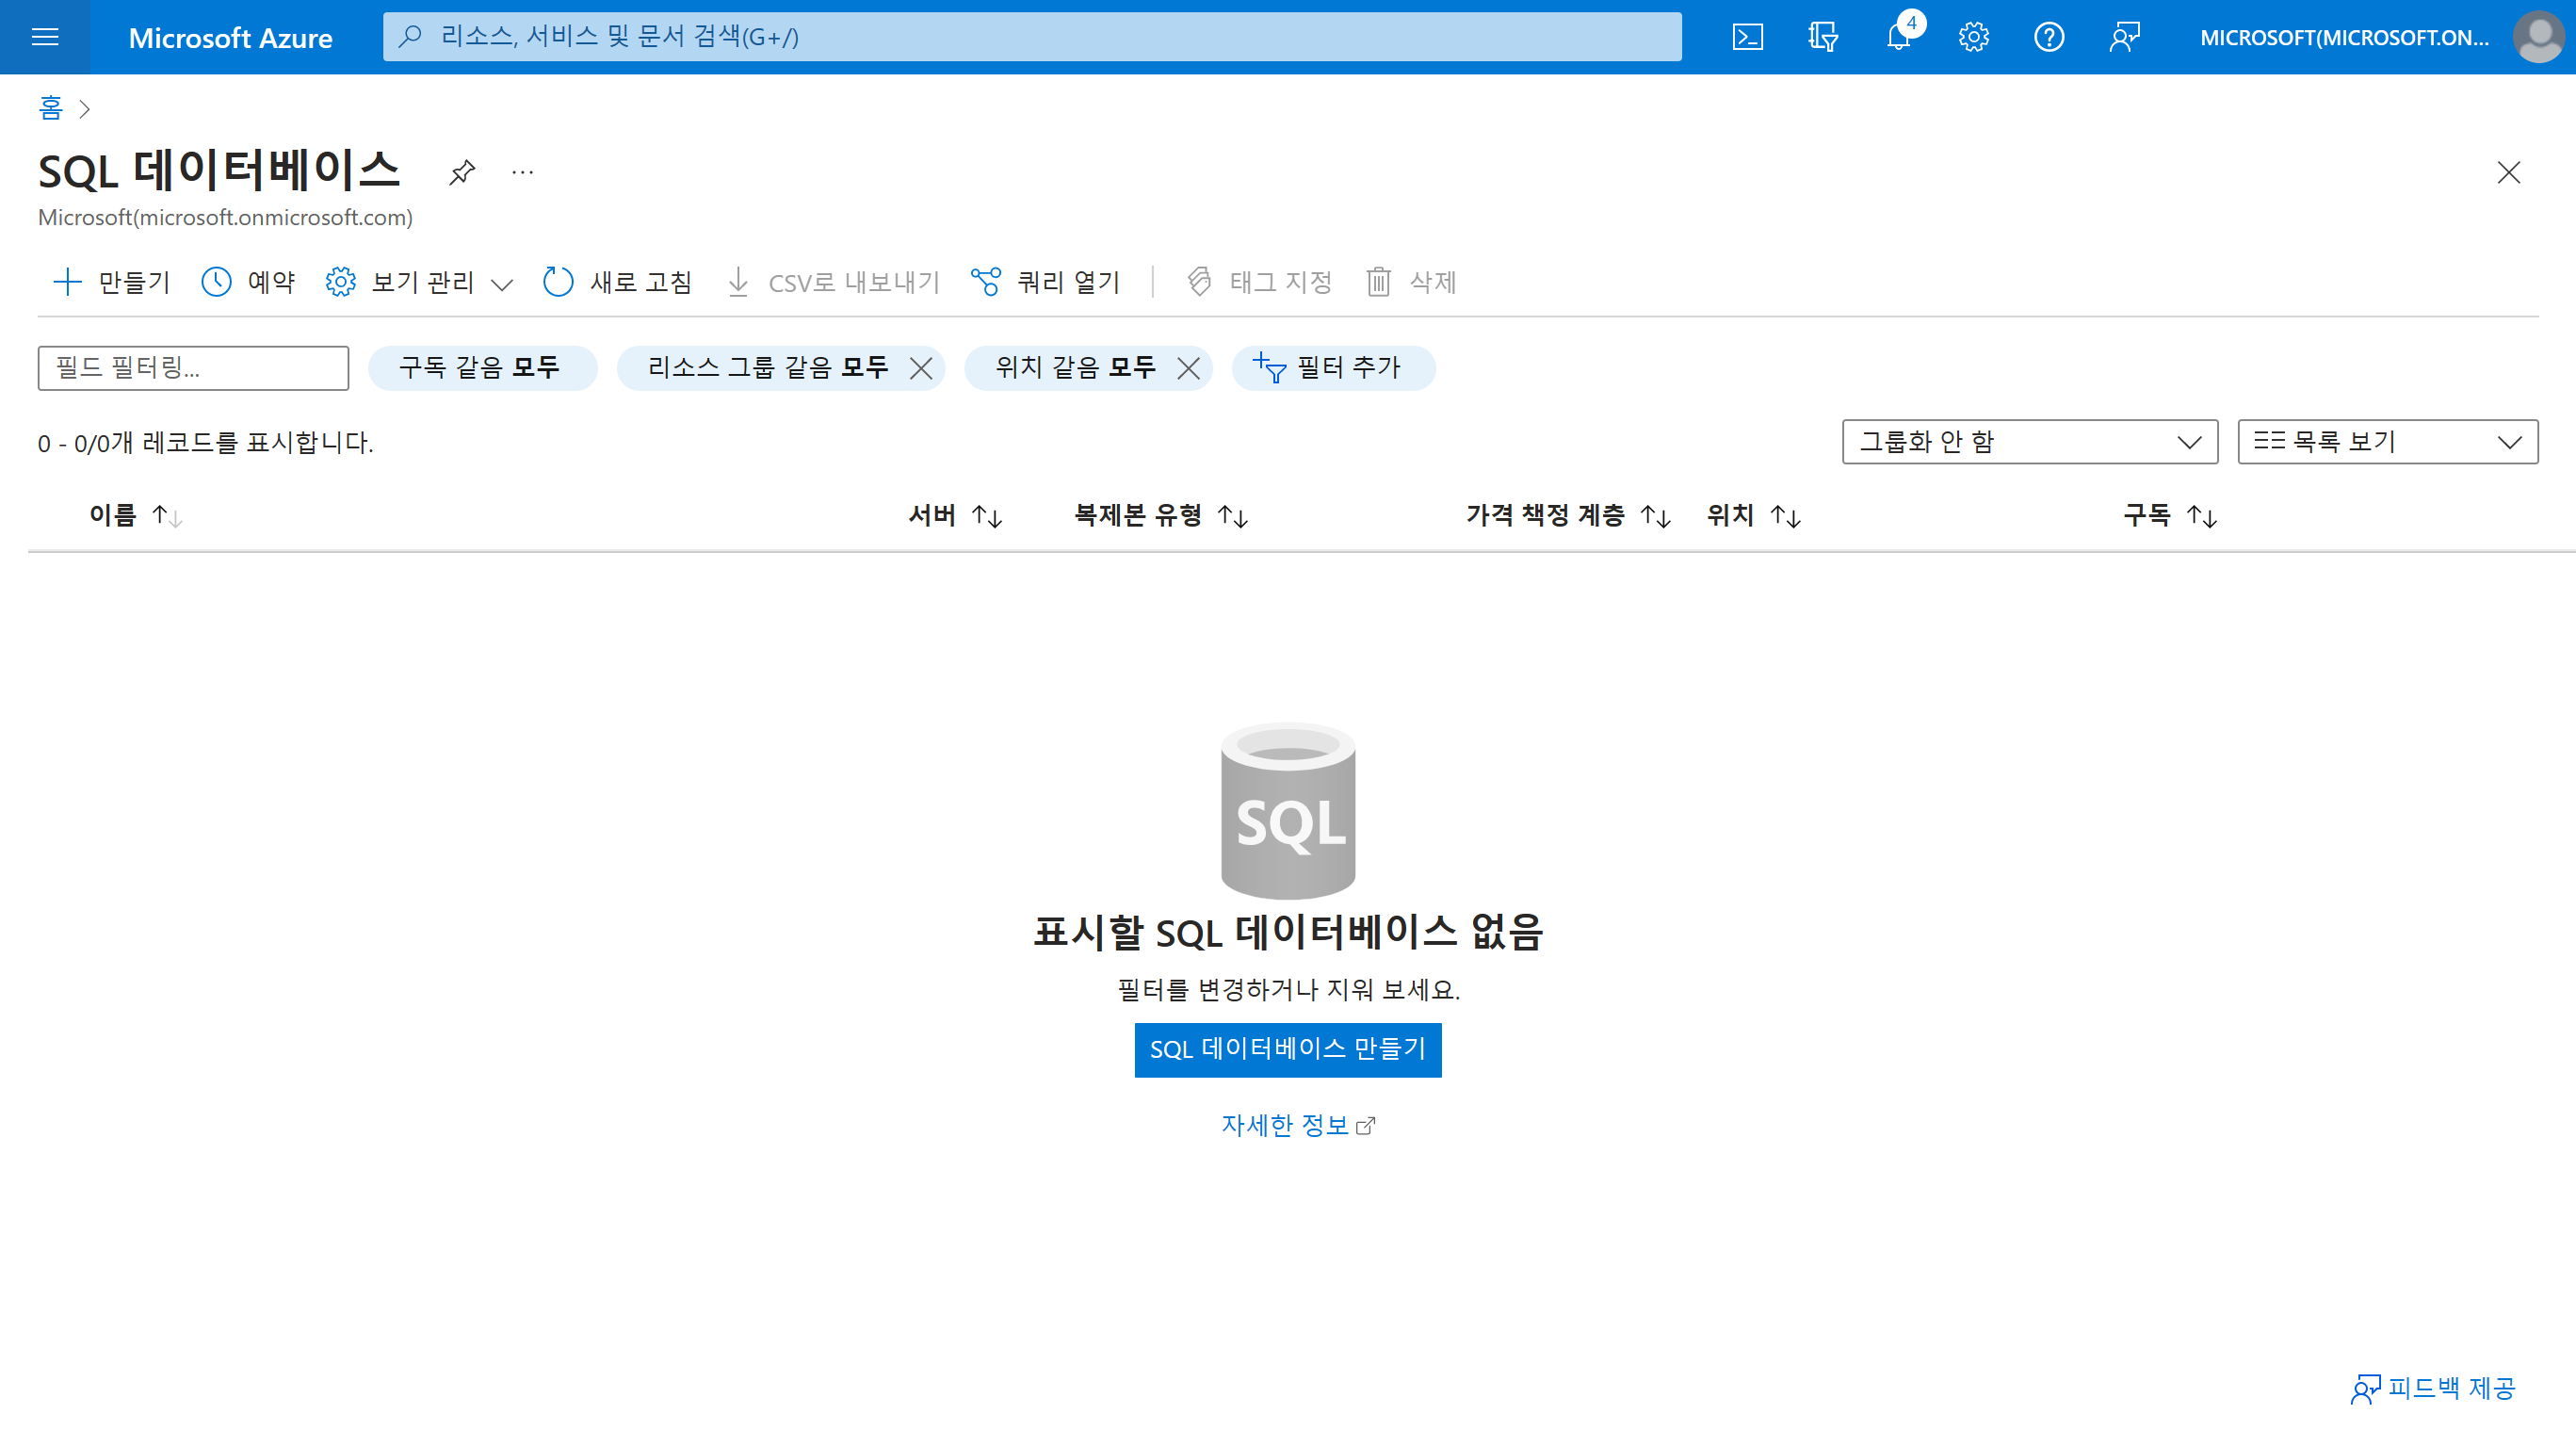 Microsoft Azure
리소스, 서비스 및 문서 검색(G+/)
4
MICROSOFT(MICROSOFT.ON...
홈
SQL 데이터베이스
Microsoft(microsoft.onmicrosoft.com)
만들기 예약 보기 관리 새로 고침 CSV로 내보내기 쿼리 열기 태그 지정 삭제
필드 필터링... 구독 같음 모두 리소스 그룹 같음 모두 위치 같음 모두 필터 추가
0 - 0/0개 레코드를 표시합니다. 그룹화 안 함 목록 보기
이름 서버 복제본 유형 가격 책정 계층 위치 구독
SQL
표시할 SQL 데이터베이스 없음
필터를 변경하거나 지워 보세요.
SQL 데이터베이스 만들기
자세한 정보
피드백 제공